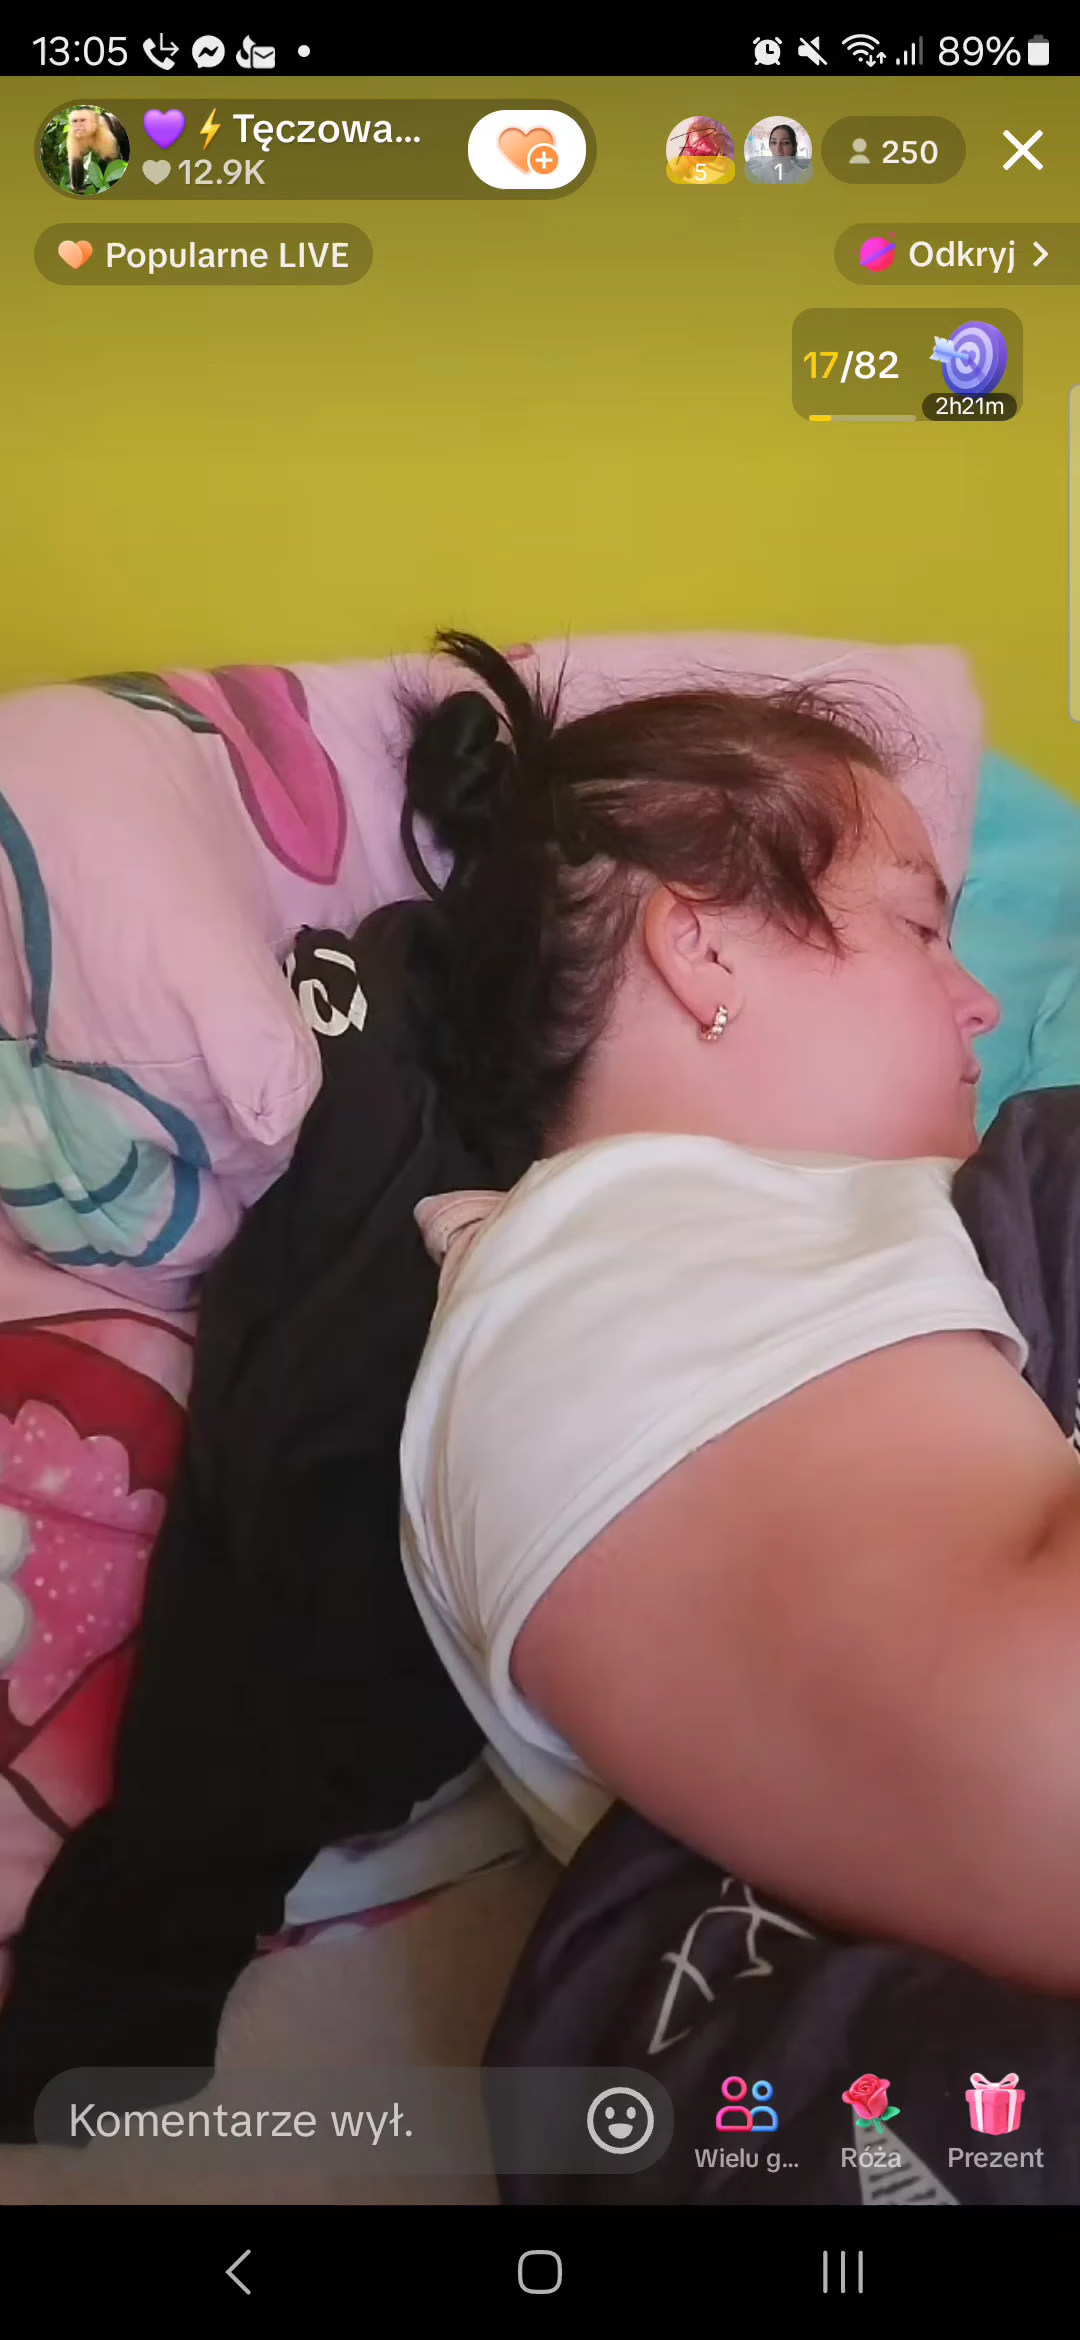 13:05
89%
💜⚡Tęczowa...
12.9K
5
1
250
Popularne LIVE
Odkryj
17/82
2h21m
Komentarze wył.
Wielu g...
Róża
Prezent